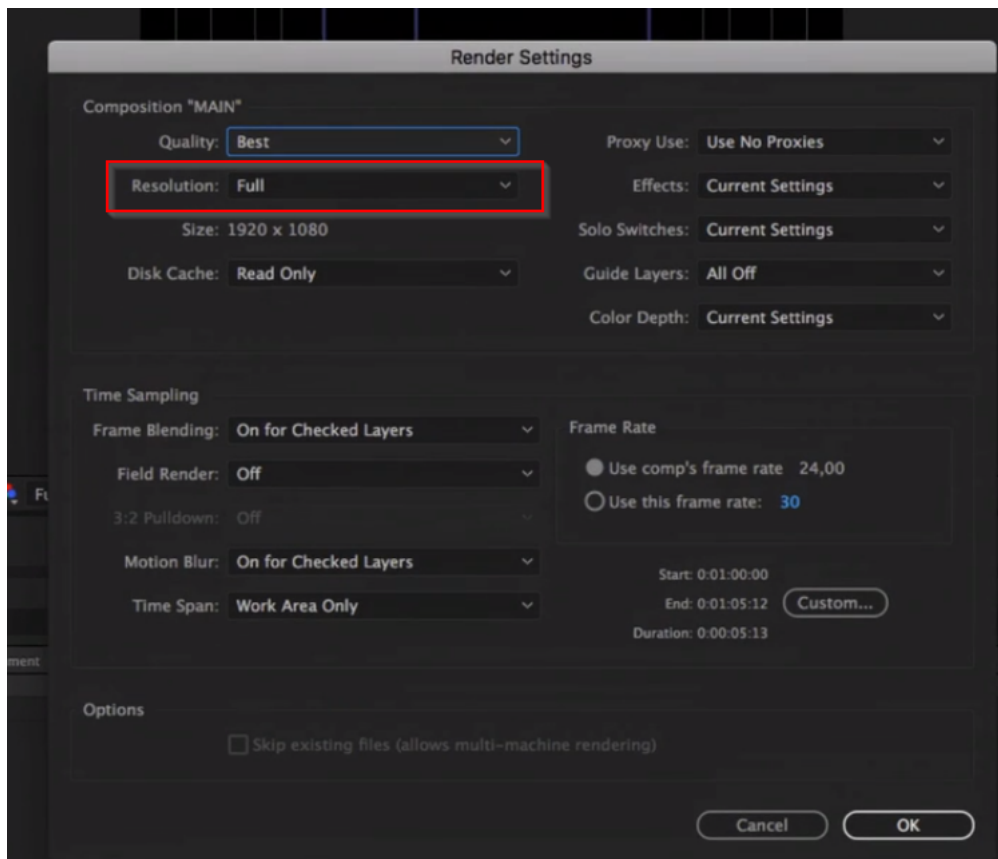 Render Settings
Composition "MAIN"
Quality: Best
Proxy Use: Use No Proxies
Resolution: Full
Effects: Current Settings
Size: 1920 x 1080
Solo Switches: Current Settings
Disk Cache: Read Only
Guide Layers: All Off
Color Depth: Current Settings
Time Sampling
Frame Blending: On for Checked Layers
Frame Rate
Field Render: Off
Use comp's frame rate 24,00
Use this frame rate: 30
3:2 Pulldown: Off
Motion Blur: On for Checked Layers
Start: 0:01:00:00
Time Span: Work Area Only
End: 0:01:05:12
Custom...
Duration: 0:00:05:13
Options
Skip existing files (allows multi-machine rendering)
Cancel
OK